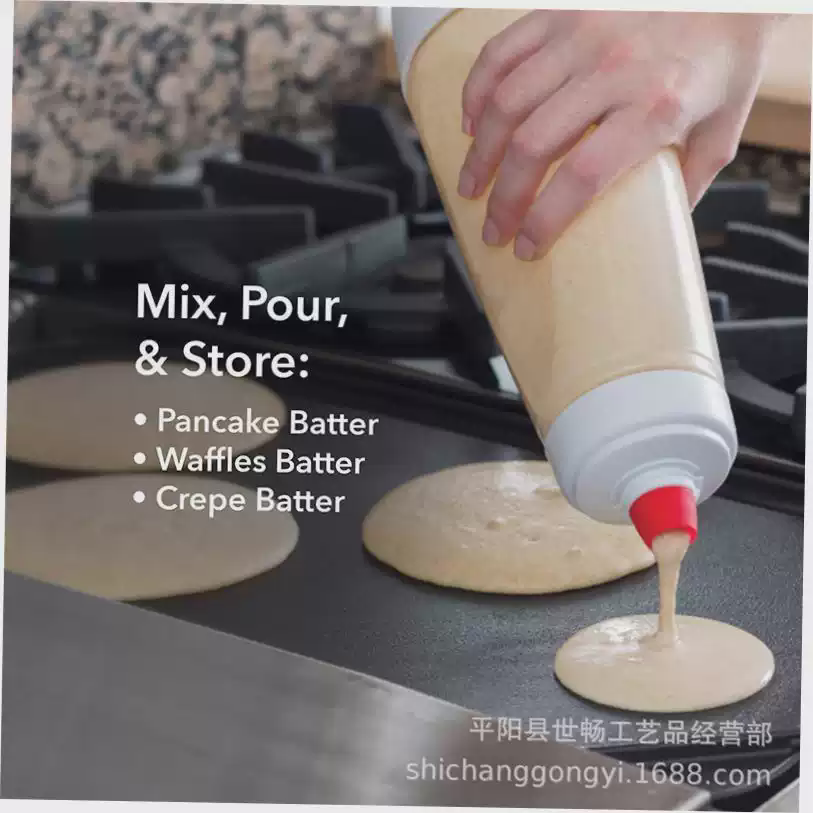 Mix, Pour,
& Store:
• Pancake Batter
• Waffles Batter
• Crepe Batter
平阳县世畅工艺品经营部
shichanggongyi.1688.com